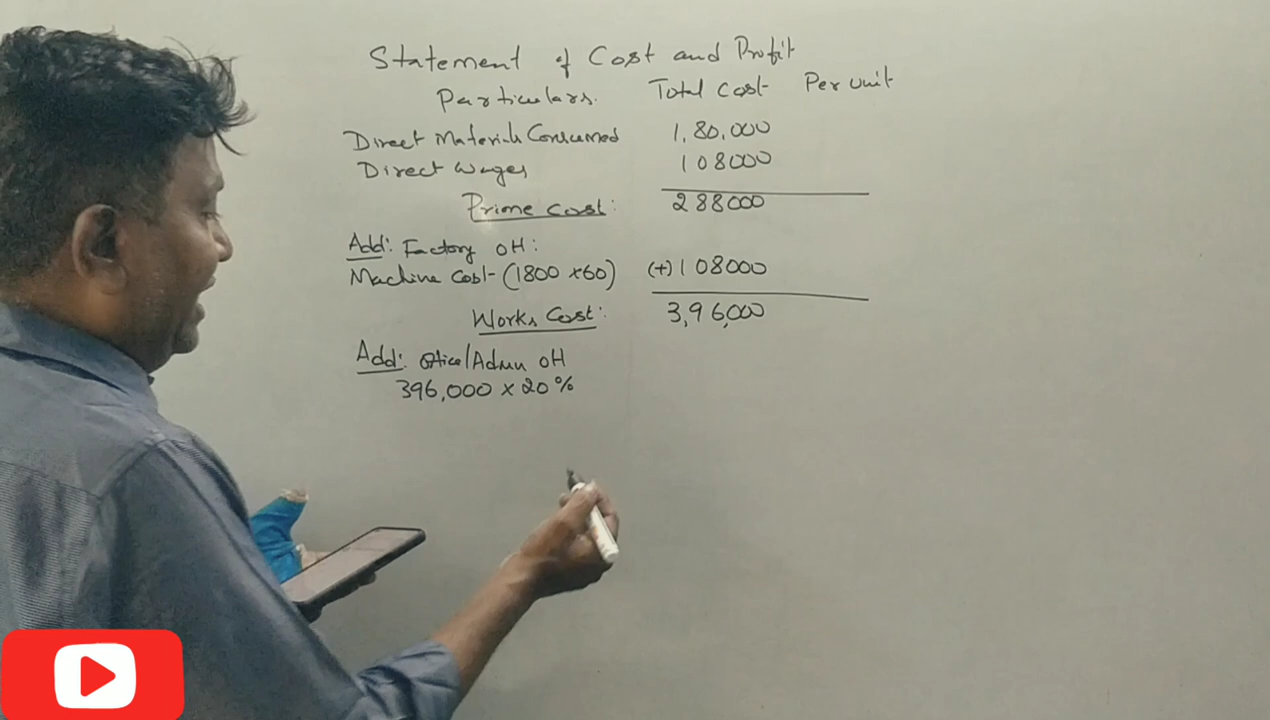 Statement of Cost and Profit
Particulars. Total Cost Per Unit
Direct Materials Consumed 1,80,000
Direct Wages 108000
Prime Cost: 288000
Add: Factory OH:
Machine Cost (1800 x60) (+) 108000
Works Cost: 3,96,000
Add: Office/Admn OH
396,000 x 20%